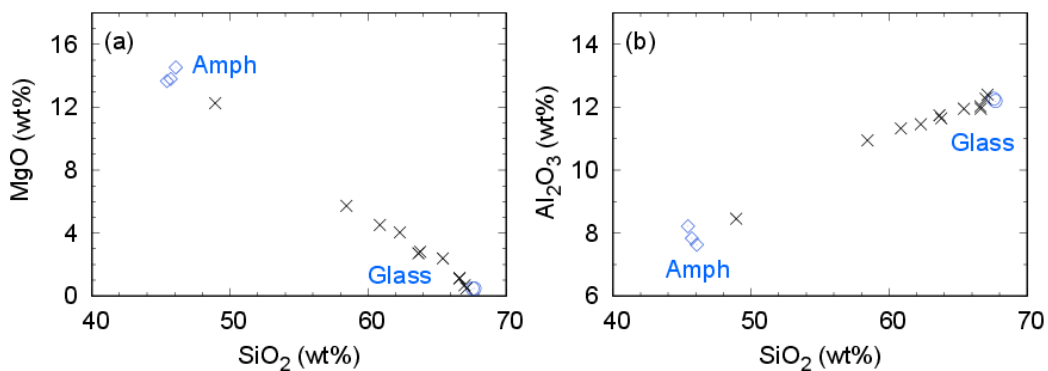 (a)
Amph
Glass
MgO (wt%)
16
12
8
4
0
40
50
60
70
SiO₂ (wt%)
(b)
Glass
Amph
Al₂O₃ (wt%)
14
12
10
8
6
40
50
60
70
SiO₂ (wt%)